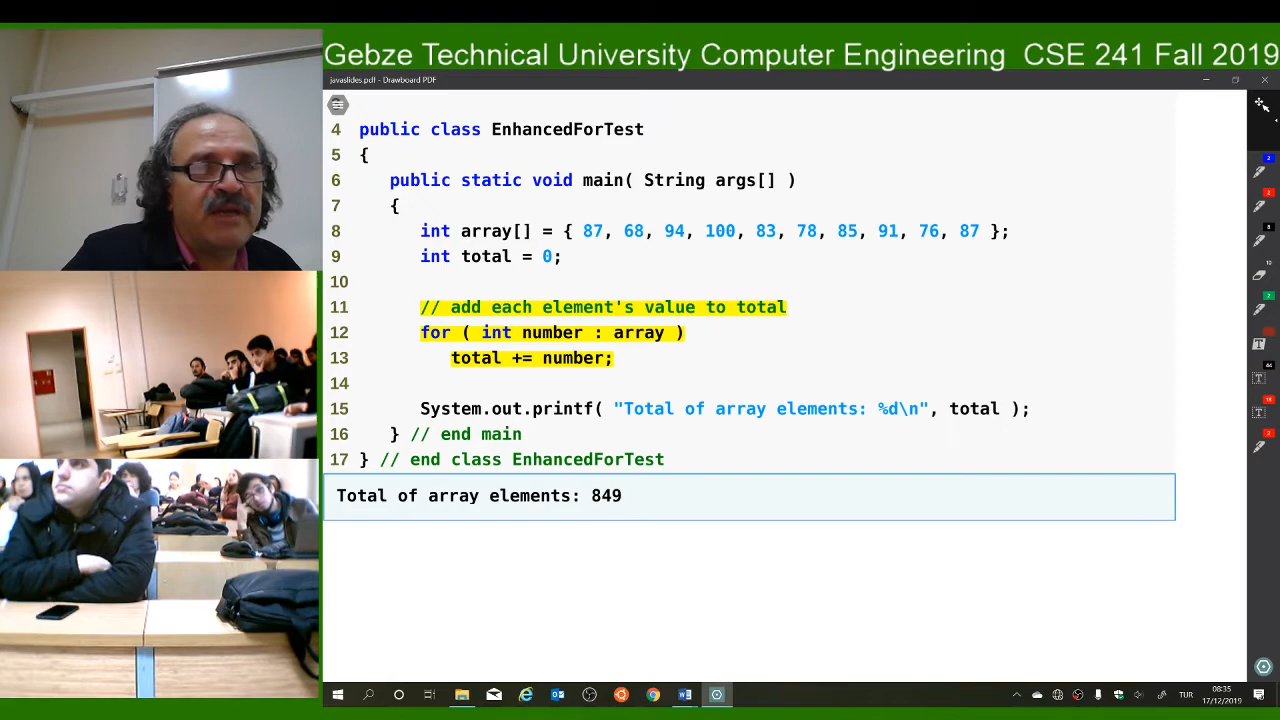 Gebze Technical University Computer Engineering  CSE 241 Fall 2019
javaslides.pdf - Drawboard PDF
4 public class EnhancedForTest
5 {
6 public static void main( String args[] )
7 {
8 int array[] = { 87, 68, 94, 100, 83, 78, 85, 91, 76, 87 };
9 int total = 0;
10
11 // add each element's value to total
12 for ( int number : array )
13 total += number;
14
15 System.out.printf( "Total of array elements: %d\n", total );
16 } // end main
17 } // end class EnhancedForTest
Total of array elements: 849
TUR
08:35
17/12/2019